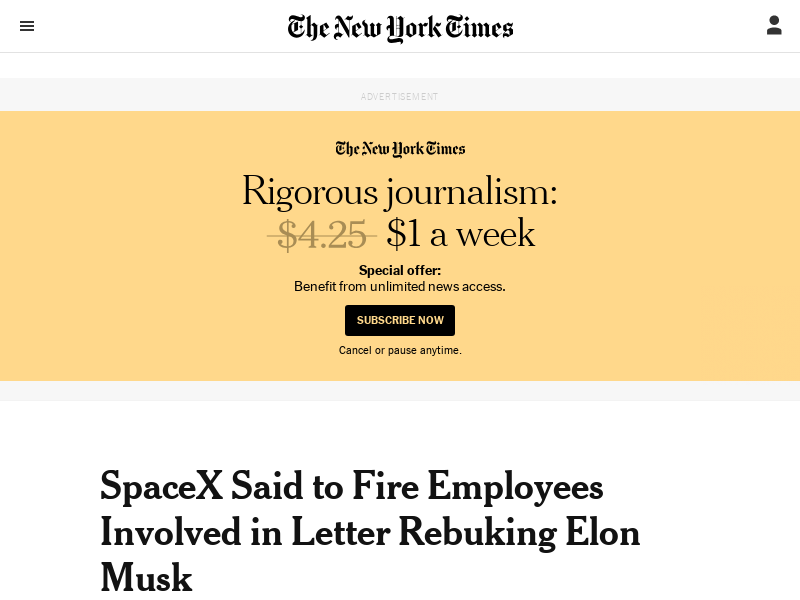 The New York Times
ADVERTISEMENT
The New York Times
Rigorous journalism:
$4.25 $1 a week
Special offer:
Benefit from unlimited news access.
SUBSCRIBE NOW
Cancel or pause anytime.
SpaceX Said to Fire Employees
Involved in Letter Rebuking Elon
Musk